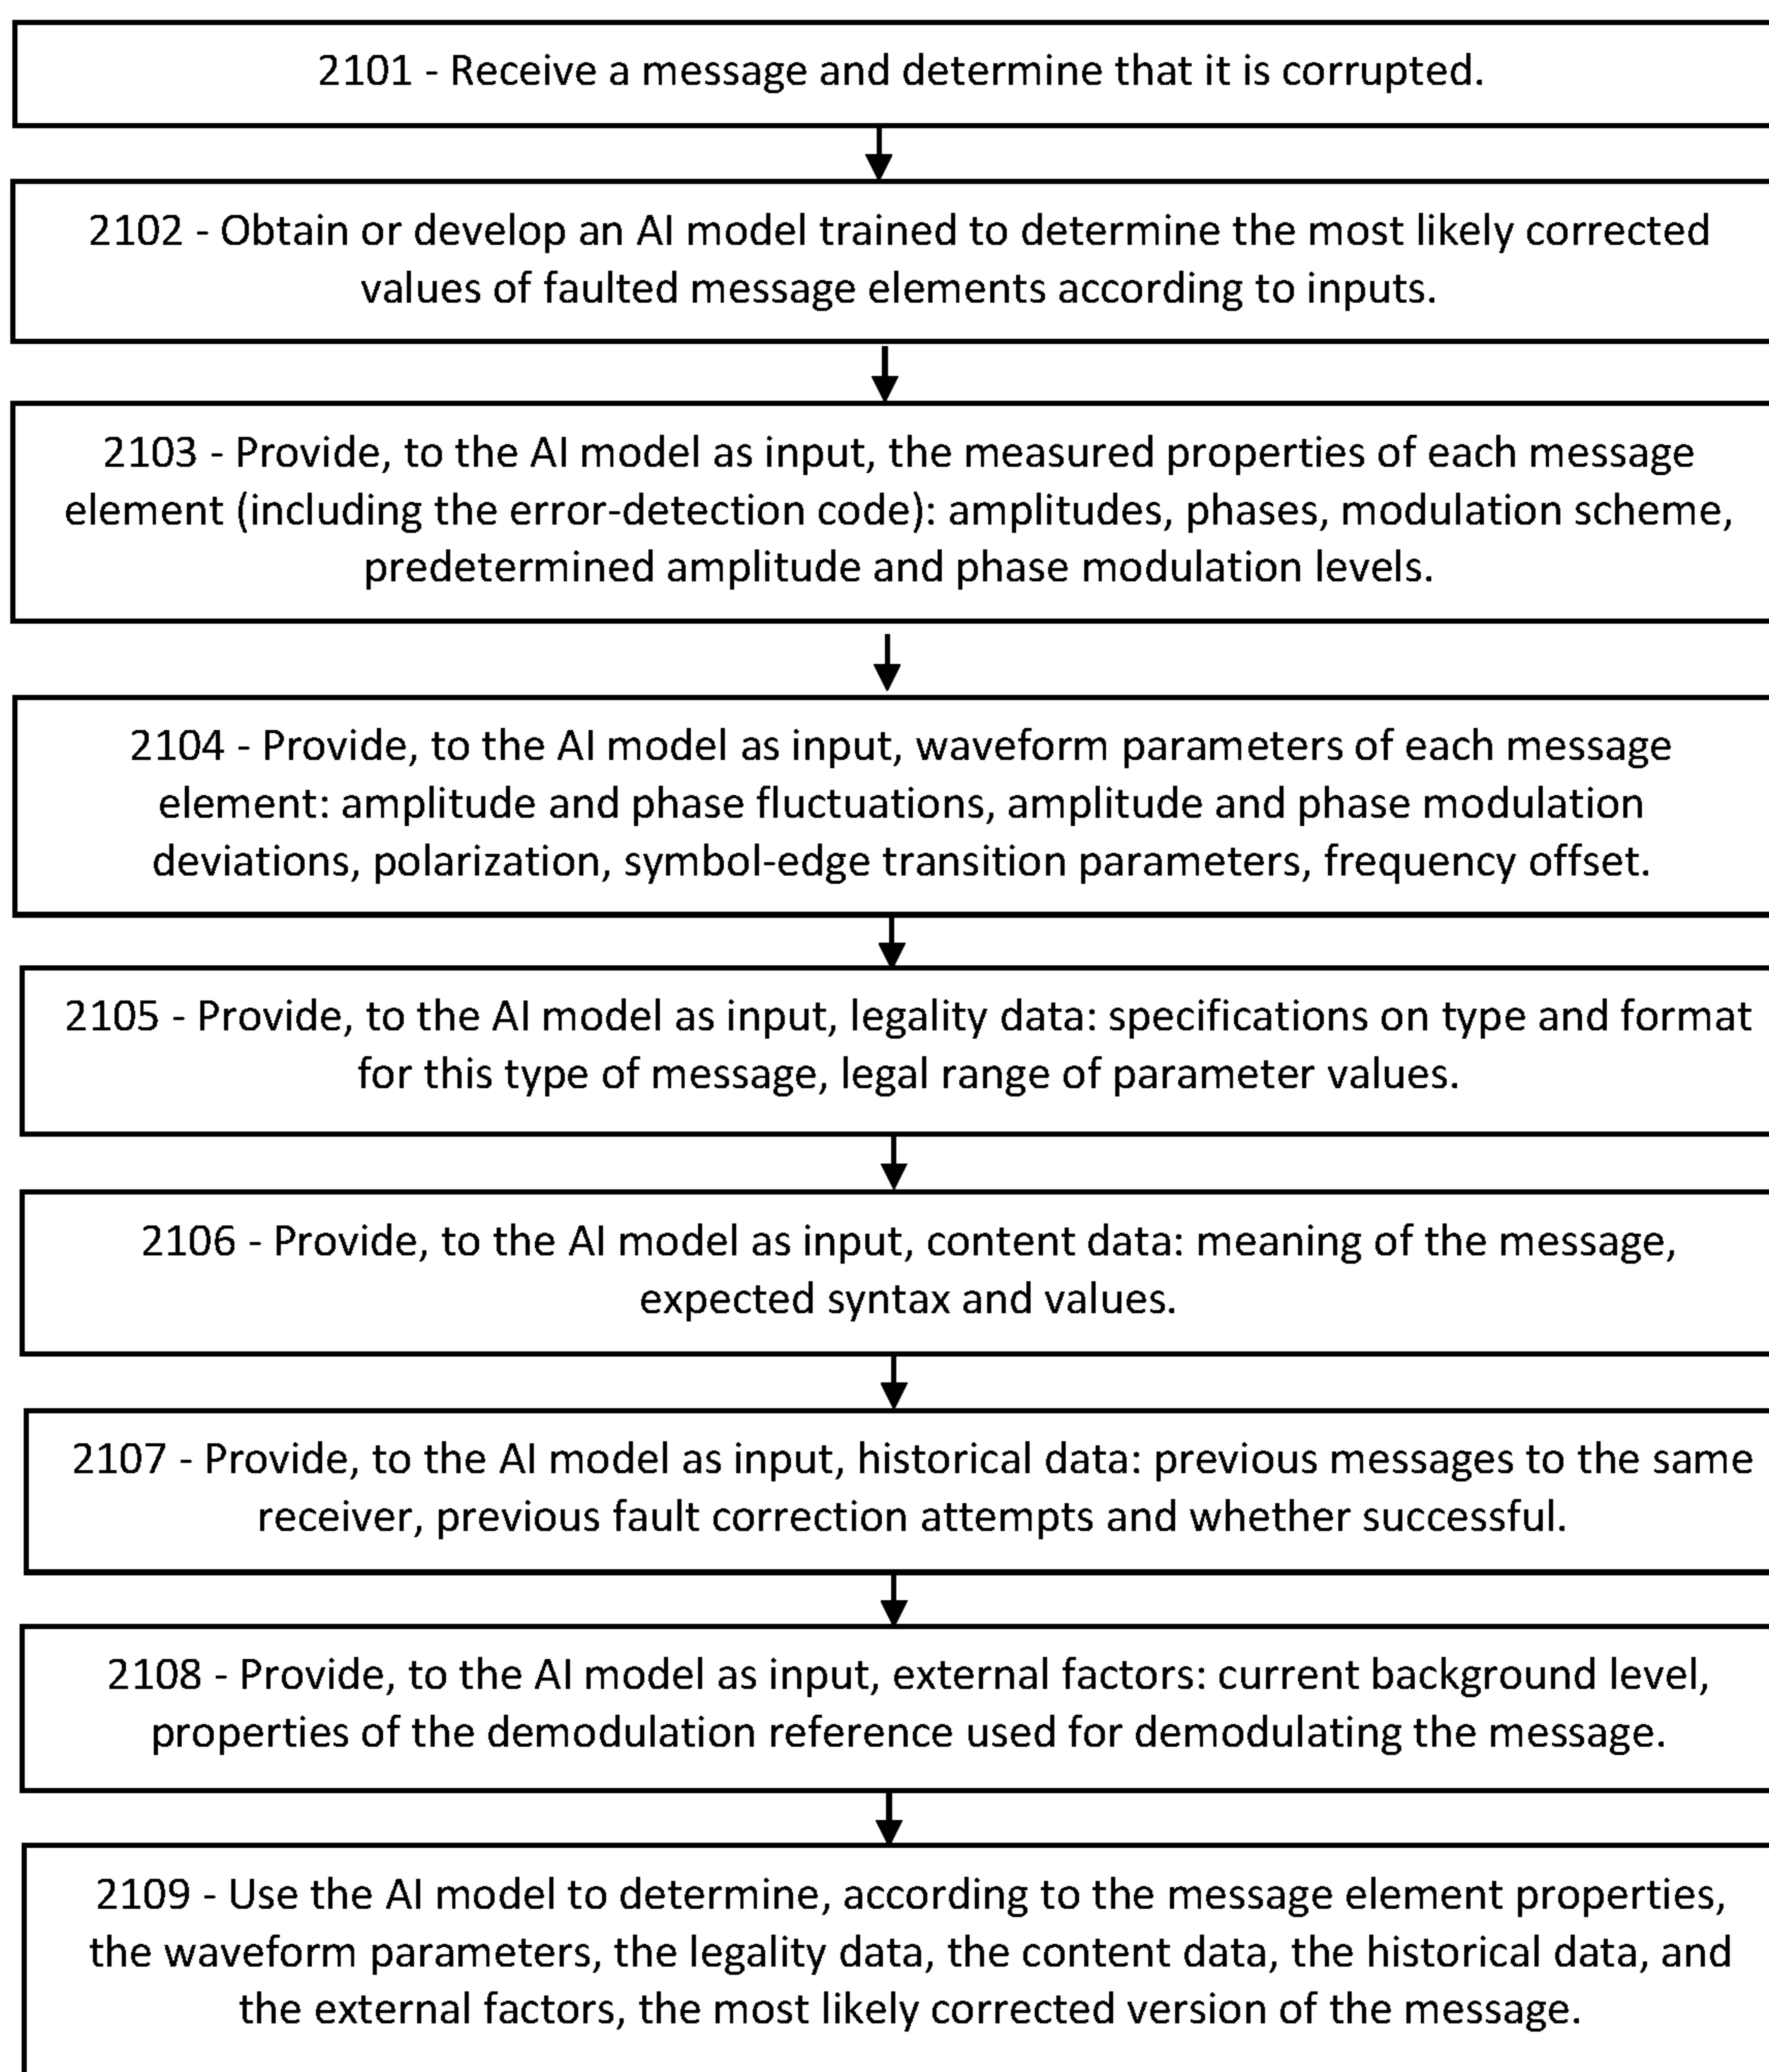 2101 - Receive a message and determine that it is corrupted.
2102 - Obtain or develop an AI model trained to determine the most likely corrected
values of faulted message elements according to inputs.
2103 - Provide, to the AI model as input, the measured properties of each message
element (including the error-detection code): amplitudes, phases, modulation scheme,
predetermined amplitude and phase modulation levels.
2104 - Provide, to the AI model as input, waveform parameters of each message
element: amplitude and phase fluctuations, amplitude and phase modulation
deviations, polarization, symbol-edge transition parameters, frequency offset.
2105 - Provide, to the AI model as input, legality data: specifications on type and format
for this type of message, legal range of parameter values.
2106 - Provide, to the AI model as input, content data: meaning of the message,
expected syntax and values.
2107 - Provide, to the AI model as input, historical data: previous messages to the same
receiver, previous fault correction attempts and whether successful.
2108 - Provide, to the AI model as input, external factors: current background level,
properties of the demodulation reference used for demodulating the message.
2109 - Use the AI model to determine, according to the message element properties,
the waveform parameters, the legality data, the content data, the historical data, and
the external factors, the most likely corrected version of the message.